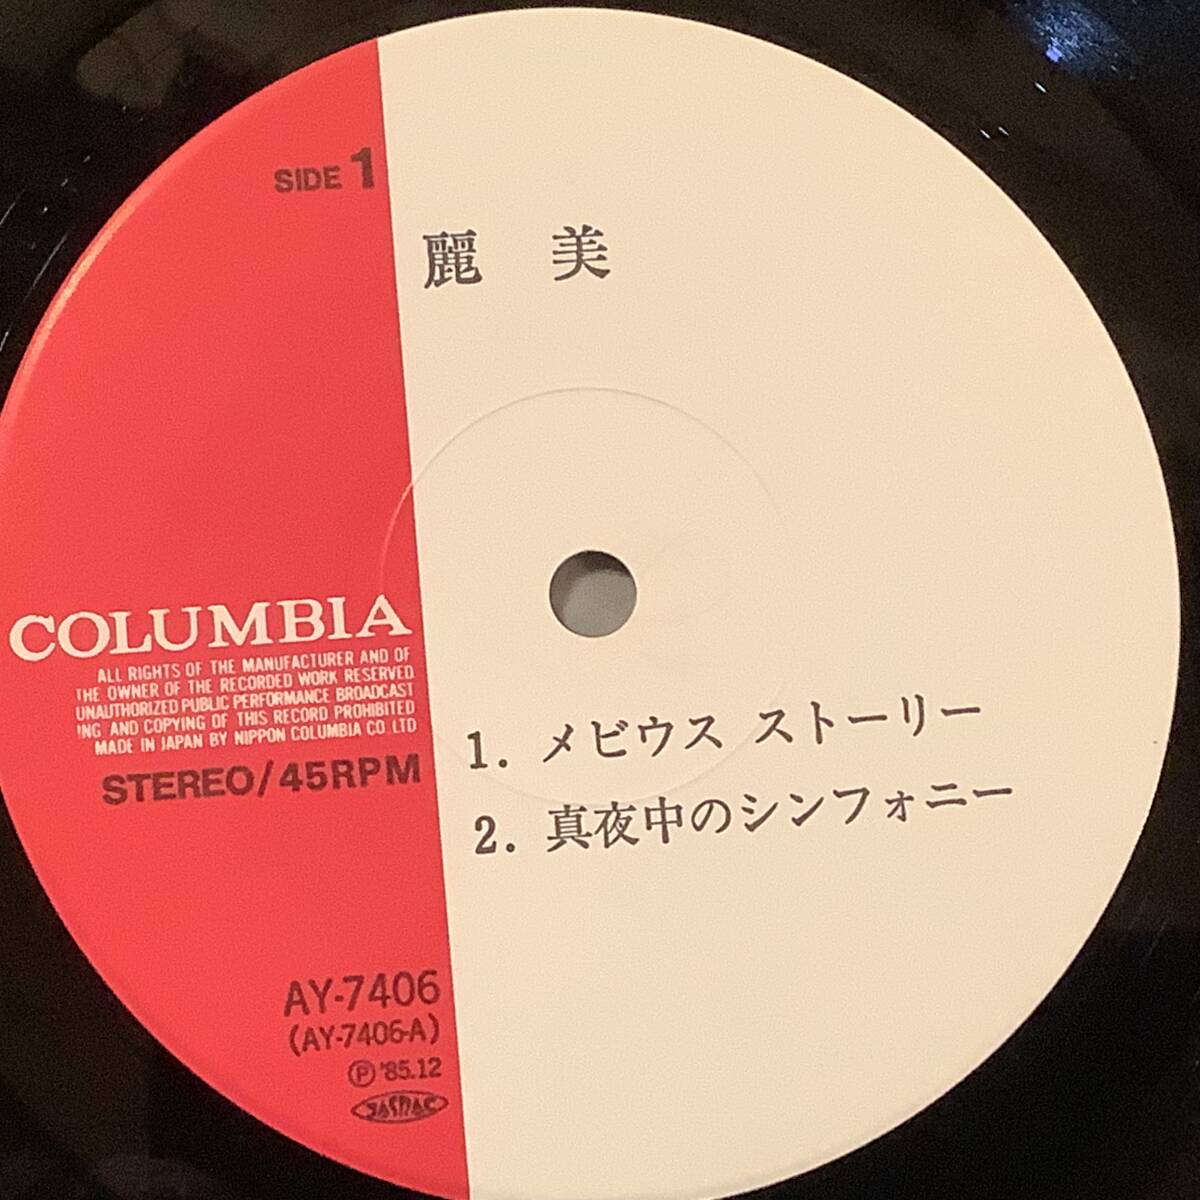 SIDE 1
麗 美
COLUMBIA
ALL RIGHTS OF THE MANUFACTURER AND OF
THE OWNER OF THE RECORDED WORK RESERVED
UNAUTHORIZED PUBLIC PERFORMANCE BROADCAST
ING AND COPYING OF THIS RECORD PROHIBITED
MADE IN JAPAN BY NIPPON COLUMBIA CO LTD
STEREO/45RPM
1. メビウス ストーリー
2. 真夜中のシンフォニー
AY-7406
(AY-7406-A)
Ⓟ '85.12
JASRAC